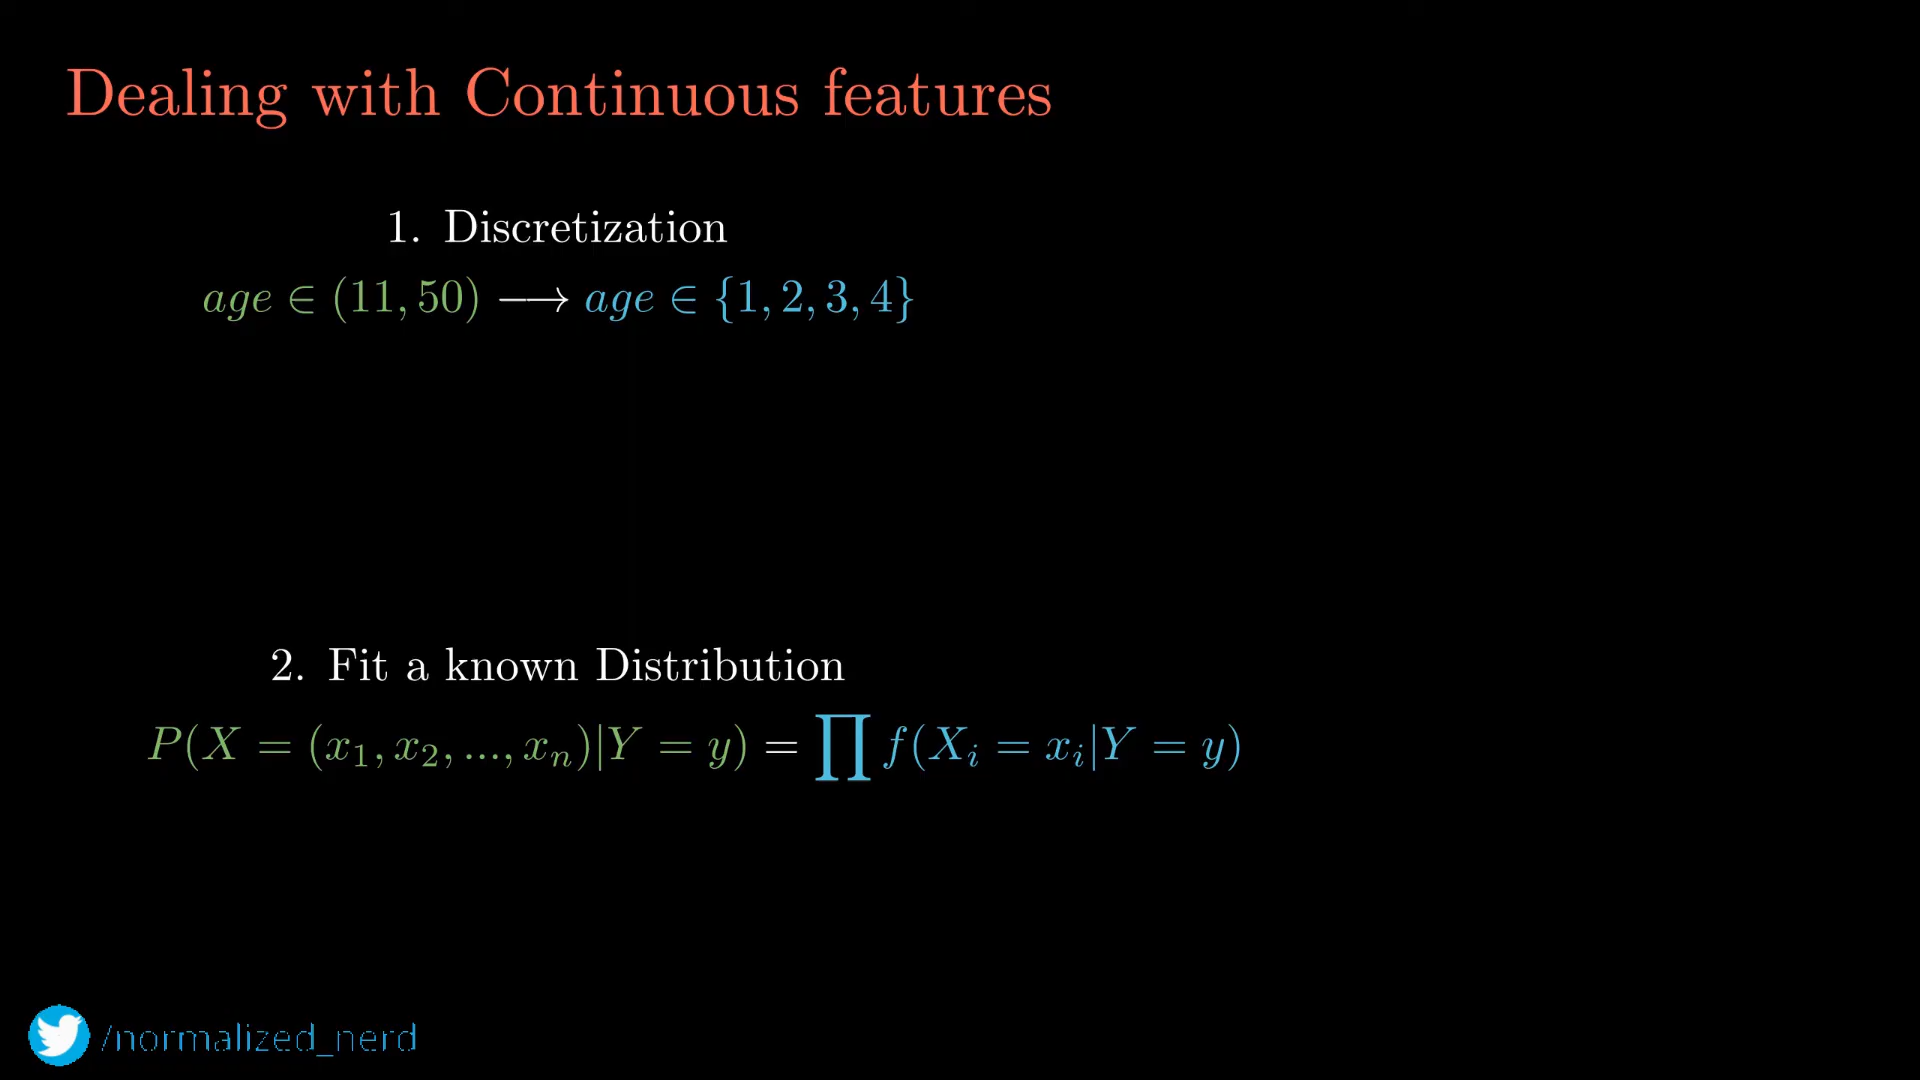 Dealing with Continuous features
1. Discretization
age ∈ (11, 50) ⟶ age ∈ {1, 2, 3, 4}
2. Fit a known Distribution
P(X = (x₁, x₂, ..., xₙ)|Y = y) = ∏ f(Xᵢ = xᵢ|Y = y)
/normalized_nerd